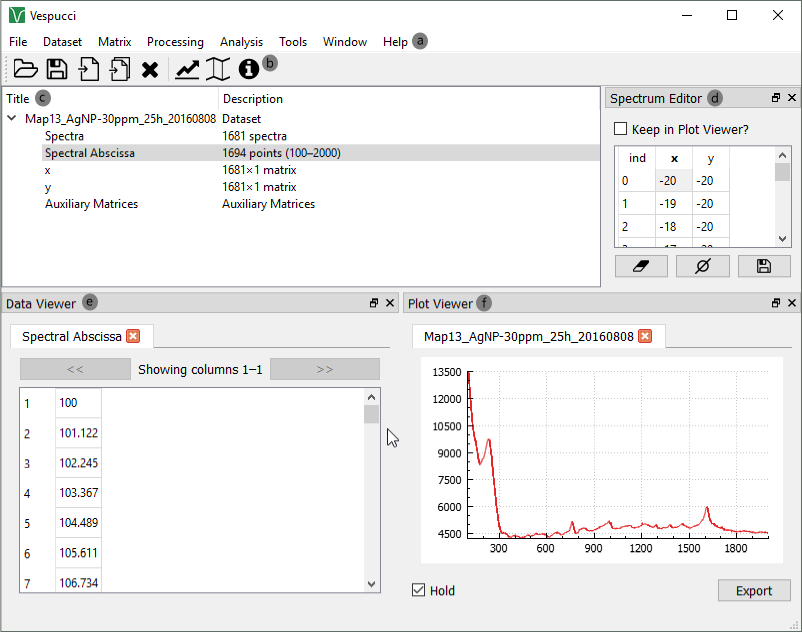 Vespucci
File Dataset Matrix Processing Analysis Tools Window Help a
b
Title c Description
Map13_AgNP-30ppm_25h_20160808 Dataset
Spectra 1681 spectra
Spectral Abscissa 1694 points (100–2000)
x 1681×1 matrix
y 1681×1 matrix
Auxiliary Matrices Auxiliary Matrices
Spectrum Editor d
Keep in Plot Viewer?
ind x y
0 -20 -20
1 -19 -20
2 -18 -20
Data Viewer e
Spectral Abscissa
<< Showing columns 1–1 >>
1 100
2 101.122
3 102.245
4 103.367
5 104.489
6 105.611
7 106.734
Plot Viewer f
Map13_AgNP-30ppm_25h_20160808
13500
12000
10500
9000
7500
6000
4500
300 600 900 1200 1500 1800
Hold Export